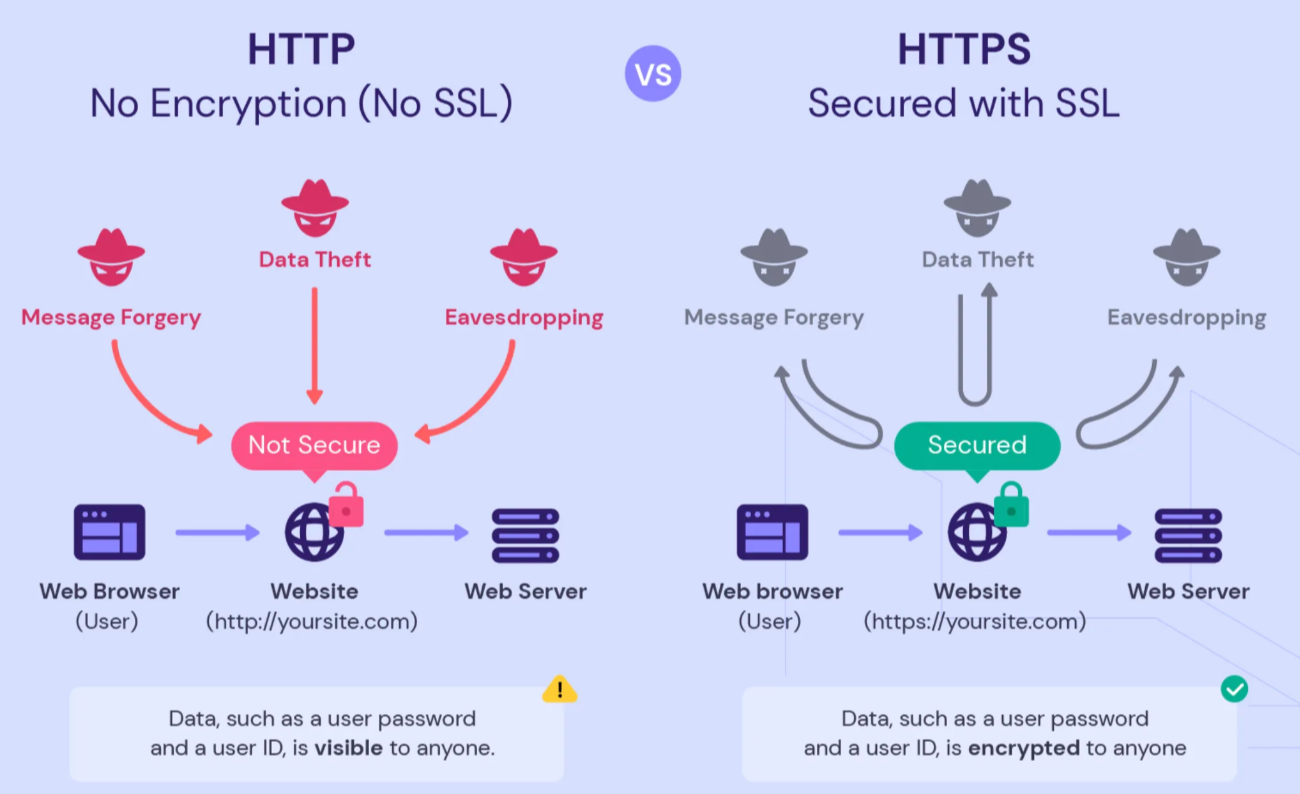 HTTP
No Encryption (No SSL)
VS
HTTPS
Secured with SSL
Message Forgery
Data Theft
Eavesdropping
Not Secure
Web Browser
(User)
Website
(http://yoursite.com)
Web Server
!
Data, such as a user password
and a user ID, is visible to anyone.
Message Forgery
Data Theft
Eavesdropping
Secured
Web browser
(User)
Website
(https://yoursite.com)
Web Server
Data, such as a user password
and a user ID, is encrypted to anyone